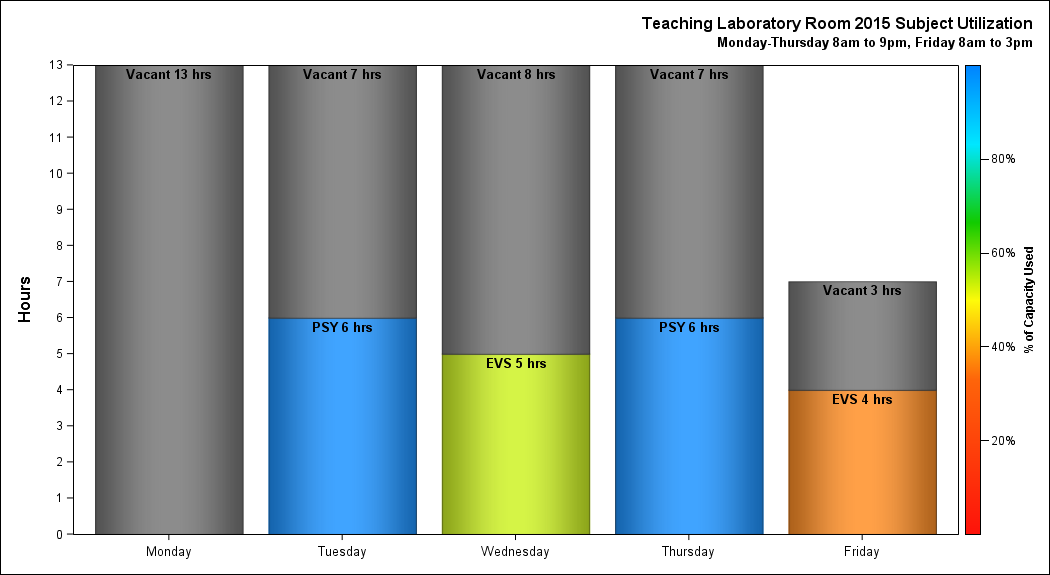 Teaching Laboratory Room 2015 Subject Utilization
Monday-Thursday 8am to 9pm, Friday 8am to 3pm
Hours
13
12
11
10
9
8
7
6
5
4
3
2
1
0
Vacant 13 hrs
Vacant 7 hrs
Vacant 8 hrs
Vacant 7 hrs
Vacant 3 hrs
PSY 6 hrs
EVS 5 hrs
PSY 6 hrs
EVS 4 hrs
Monday
Tuesday
Wednesday
Thursday
Friday
80%
60%
40%
20%
% of Capacity Used